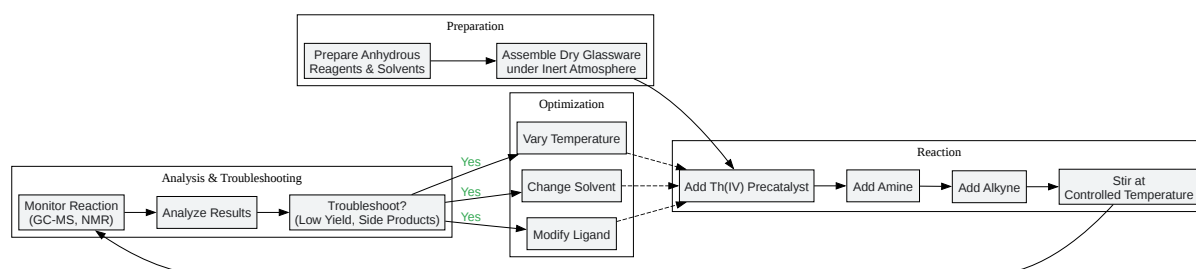 Preparation
Prepare Anhydrous
Reagents & Solvents
Assemble Dry Glassware
under Inert Atmosphere
Optimization
Vary Temperature
Change Solvent
Modify Ligand
Reaction
Add Th(IV) Precatalyst
Add Amine
Add Alkyne
Stir at
Controlled Temperature
Analysis & Troubleshooting
Monitor Reaction
(GC-MS, NMR)
Analyze Results
Troubleshoot?
(Low Yield, Side Products)
Yes
Yes
Yes